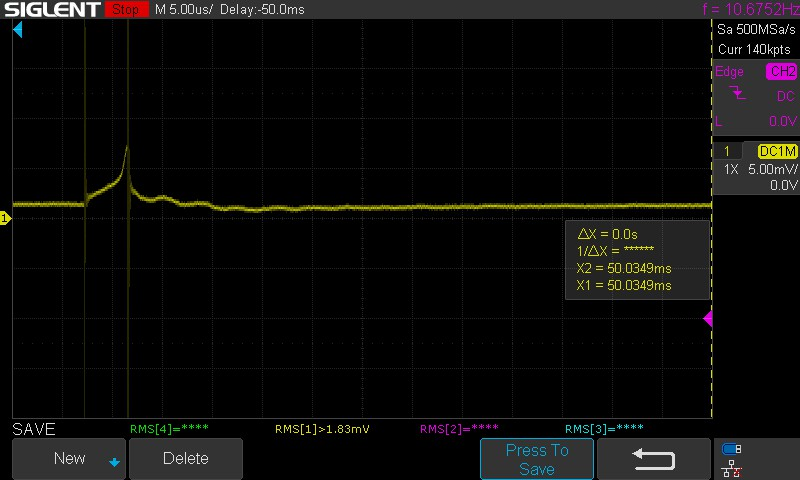 SIGLENT Stop M 5.00us/ Delay:-50.0ms f = 10.6752Hz
Sa 500MSa/s
Curr 140kpts
Edge CH2
DC
L 0.0V
1 DC1M
1X 5.00mV/
0.0V
1
ΔX = 0.0s
1/ΔX = ******
X2 = 50.0349ms
X1 = 50.0349ms
SAVE RMS[4]=**** RMS[1]>1.83mV RMS[2]=**** RMS[3]=****
New Delete Press To
Save